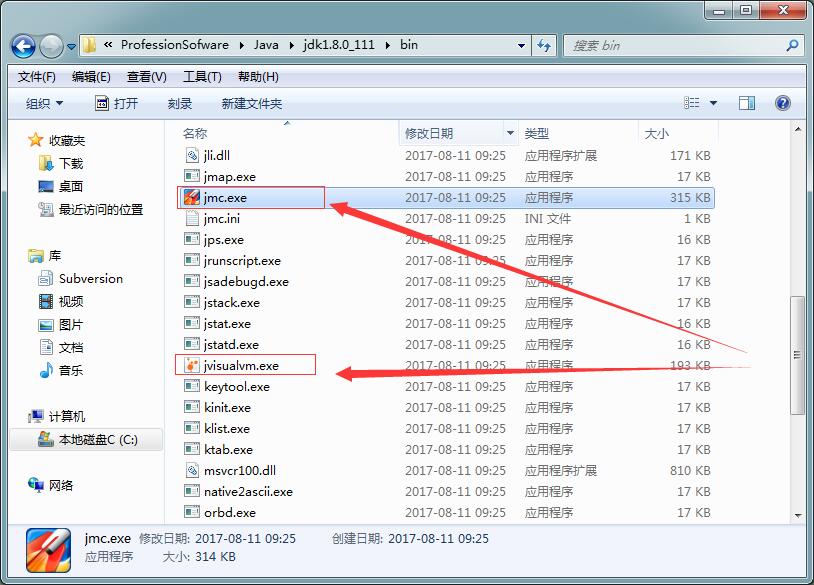 « ProfessionSofware ▸ Java ▸ jdk1.8.0_111 ▸ bin
搜索 bin
文件(F) 编辑(E) 查看(V) 工具(T) 帮助(H)
组织 打开 刻录 新建文件夹
收藏夹
下载
桌面
最近访问的位置
库
Subversion
视频
图片
文档
音乐
计算机
本地磁盘C (C:)
网络
名称 修改日期 类型 大小
jli.dll 2017-08-11 09:25 应用程序扩展 171 KB
jmap.exe 2017-08-11 09:25 应用程序 17 KB
jmc.exe 2017-08-11 09:25 应用程序 315 KB
jmc.ini 2017-08-11 09:25 INI 文件 1 KB
jps.exe 2017-08-11 09:25 应用程序 16 KB
jrunscript.exe 2017-08-11 09:25 应用程序 17 KB
jsadebugd.exe 2017-08-11 09:25 应用程序 17 KB
jstack.exe 2017-08-11 09:25 应用程序 17 KB
jstat.exe 2017-08-11 09:25 应用程序 16 KB
jstatd.exe 2017-08-11 09:25 应用程序 16 KB
jvisualvm.exe 2017-08-11 09:25 应用程序 193 KB
keytool.exe 2017-08-11 09:25 应用程序 17 KB
kinit.exe 2017-08-11 09:25 应用程序 17 KB
klist.exe 2017-08-11 09:25 应用程序 17 KB
ktab.exe 2017-08-11 09:25 应用程序 17 KB
msvcr100.dll 2017-08-11 09:25 应用程序扩展 810 KB
native2ascii.exe 2017-08-11 09:25 应用程序 17 KB
orbd.exe 2017-08-11 09:25 应用程序 17 KB
jmc.exe 修改日期: 2017-08-11 09:25 创建日期: 2017-08-11 09:25
应用程序 大小: 314 KB